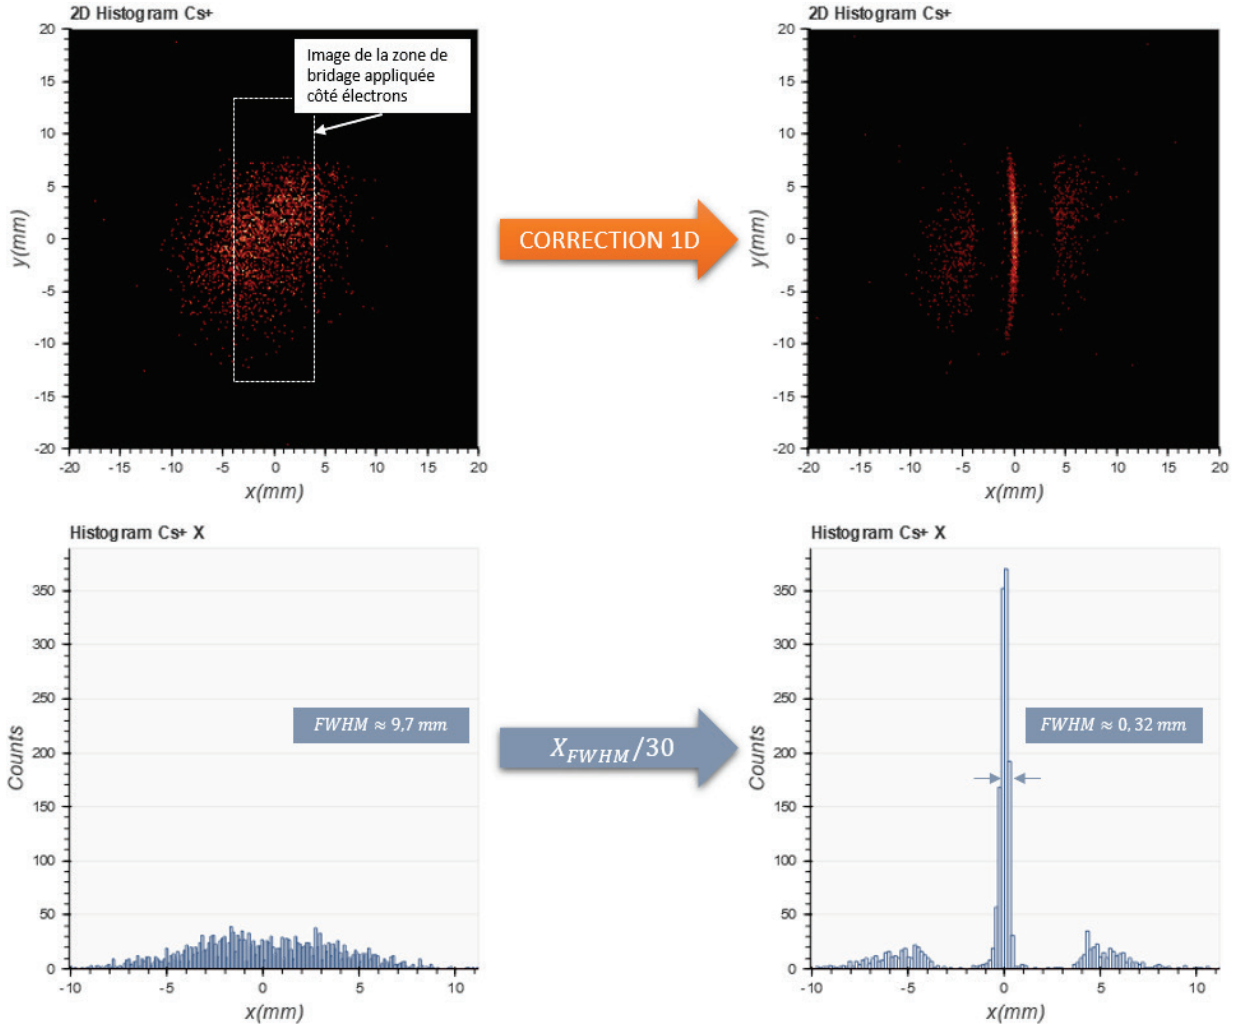 2D Histogram Cs+
20
15
10
5
0
-5
-10
-15
-20
y(mm)
-20 -15 -10 -5 0 5 10 15 20
x(mm)
Image de la zone de
bridage appliquée
côté électrons
CORRECTION 1D
2D Histogram Cs+
20
15
10
5
0
-5
-10
-15
-20
y(mm)
-20 -15 -10 -5 0 5 10 15 20
x(mm)
Histogram Cs+ X
350
300
250
200
150
100
50
0
Counts
-10 -5 0 5 10
x(mm)
FWHM ≈ 9,7 mm
X_FWHM/30
Histogram Cs+ X
350
300
250
200
150
100
50
0
Counts
-10 -5 0 5 10
x(mm)
FWHM ≈ 0,32 mm